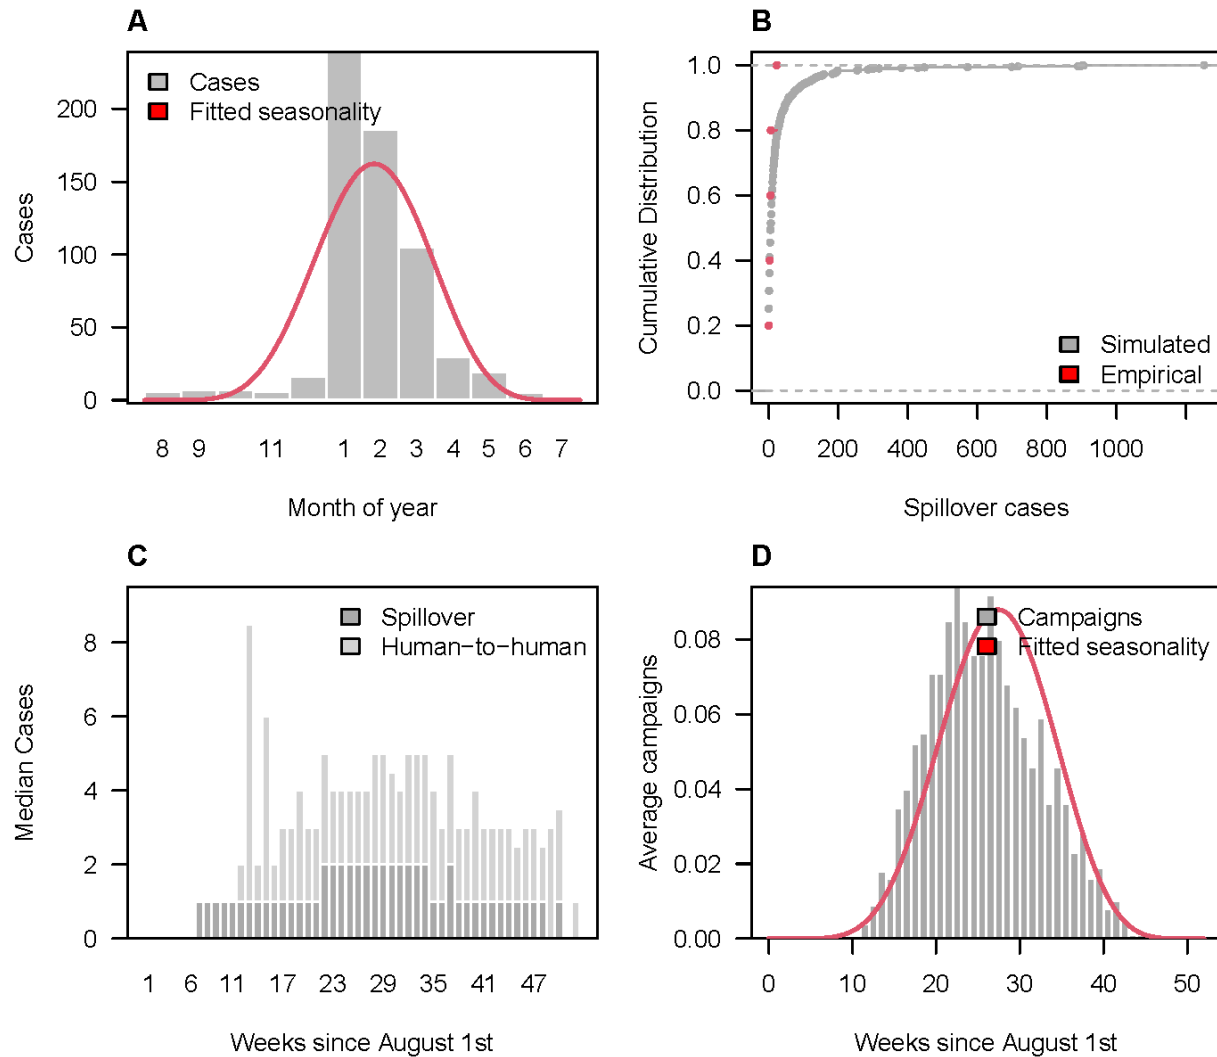 A
Cases
Fitted seasonality
200
150
100
50
0
Cases
8 9 11 1 2 3 4 5 6 7
Month of year
B
1.0
0.8
0.6
0.4
0.2
0.0
Cumulative Distribution
Simulated
Empirical
0 200 400 600 800 1000
Spillover cases
C
Spillover
Human−to−human
8
6
4
2
0
Median Cases
1 6 11 17 23 29 35 41 47
Weeks since August 1st
D
Campaigns
Fitted seasonality
0.08
0.06
0.04
0.02
0.00
Average campaigns
0 10 20 30 40 50
Weeks since August 1st